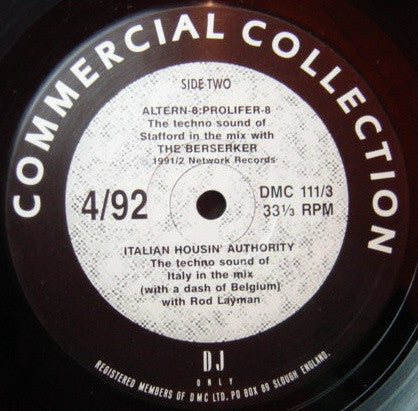 COMMERCIAL COLLECTION
SIDE TWO
ALTERN-8:PROLIFER-8
The techno sound of
Stafford in the mix with
THE BERSERKER
© 1991/2 Network Records
4/92
DMC 111/3
33⅓ RPM
ITALIAN HOUSIN' AUTHORITY
The techno sound of
Italy in the mix
(with a dash of Belgium)
with Rod Layman
DJ
ONLY
REGISTERED MEMBERS OF DMC LTD. PO BOX 89 SLOUGH ENGLAND.